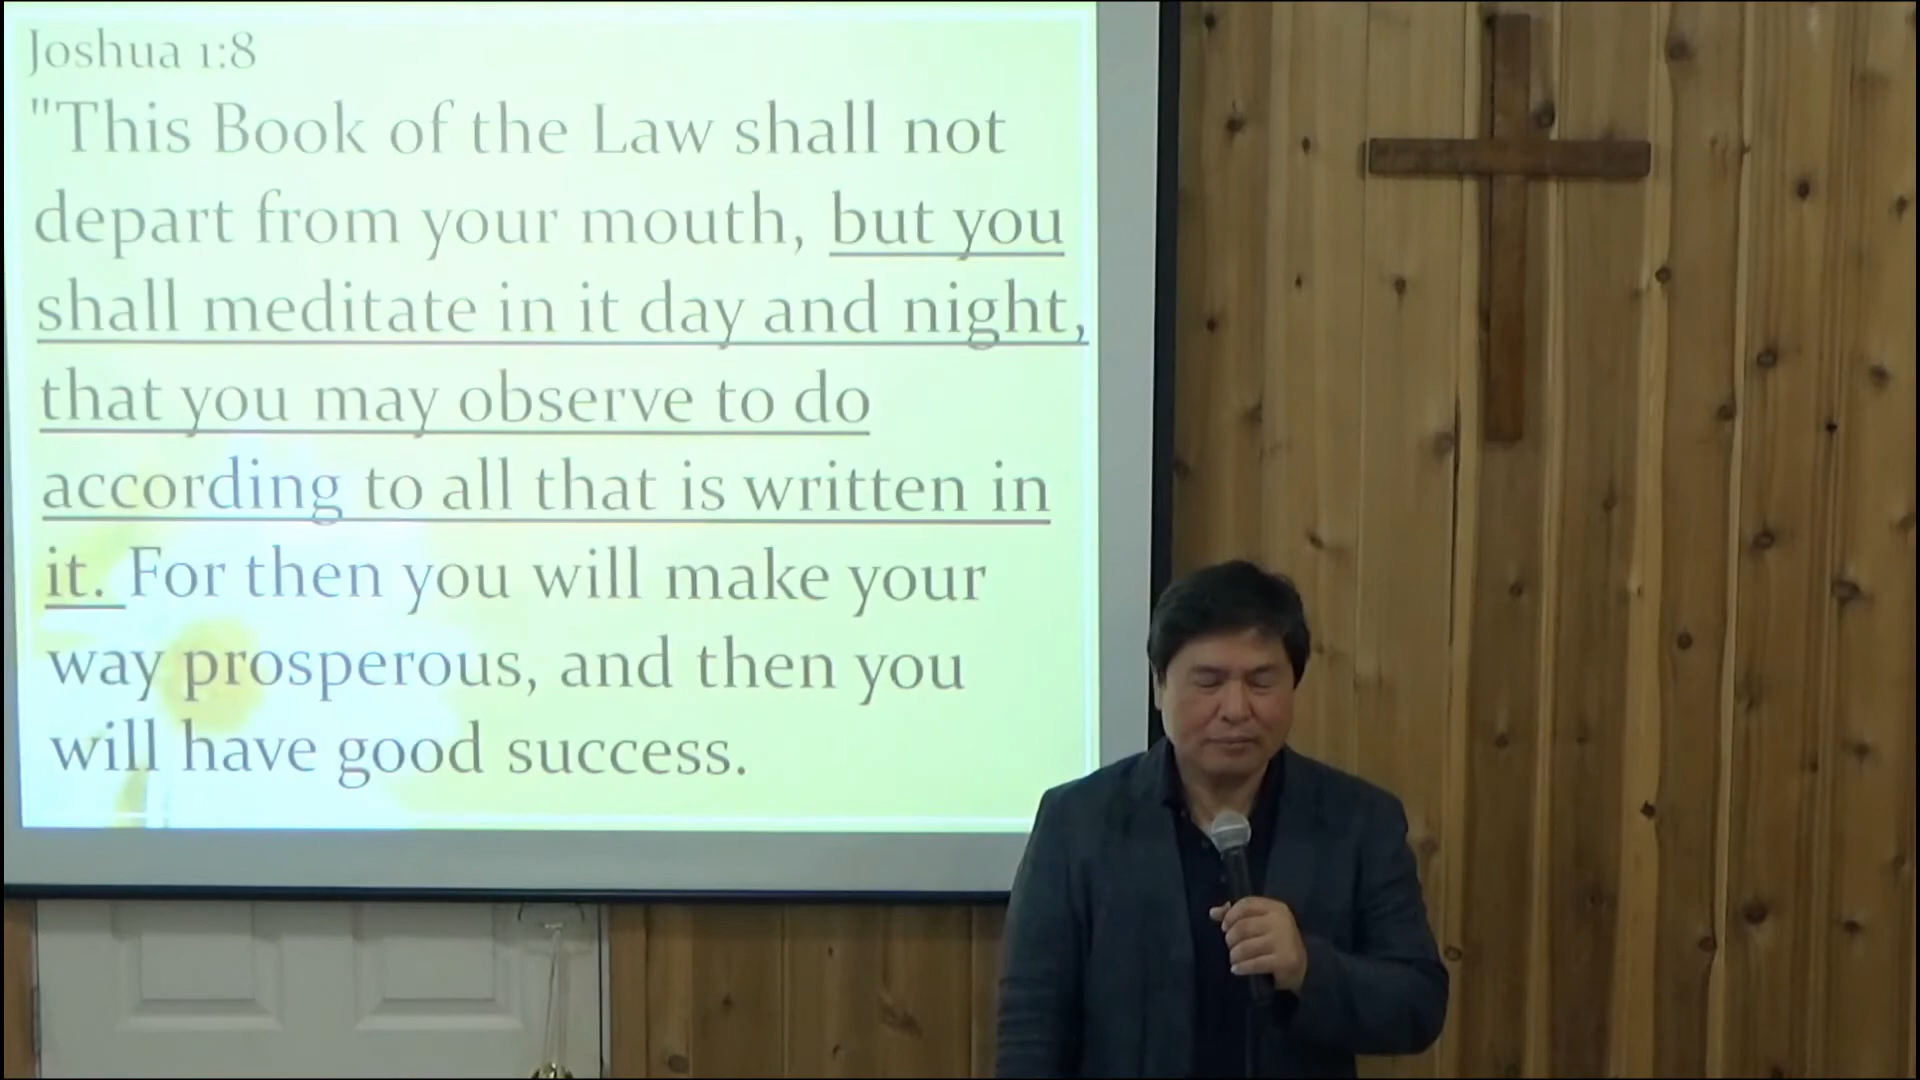 Joshua 1:8
"This Book of the Law shall not
depart from your mouth, but you
shall meditate in it day and night,
that you may observe to do
according to all that is written in
it. For then you will make your
way prosperous, and then you
will have good success.